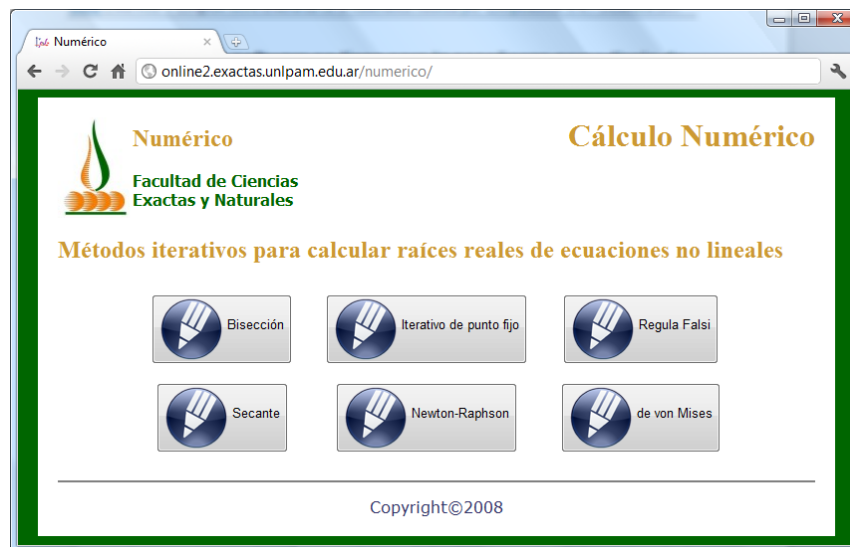 Numérico
online2.exactas.unlpam.edu.ar/numerico/
Numérico
Cálculo Numérico
Facultad de Ciencias
Exactas y Naturales
Métodos iterativos para calcular raíces reales de ecuaciones no lineales
Bisección
Iterativo de punto fijo
Regula Falsi
Secante
Newton-Raphson
de von Mises
Copyright©2008